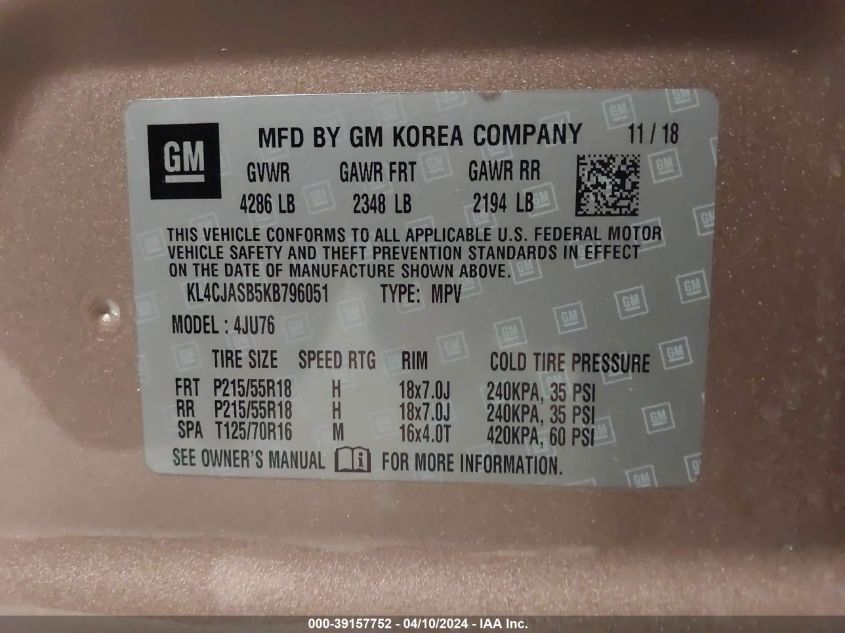 GM
MFD BY GM KOREA COMPANY 11 / 18
GVWR GAWR FRT GAWR RR
4286 LB 2348 LB 2194 LB
THIS VEHICLE CONFORMS TO ALL APPLICABLE U.S. FEDERAL MOTOR
VEHICLE SAFETY AND THEFT PREVENTION STANDARDS IN EFFECT
ON THE DATE OF MANUFACTURE SHOWN ABOVE.
KL4CJASB5KB796051 TYPE: MPV
MODEL : 4JU76
TIRE SIZE SPEED RTG RIM COLD TIRE PRESSURE
FRT P215/55R18 H 18x7.0J 240KPA, 35 PSI
RR P215/55R18 H 18x7.0J 240KPA, 35 PSI
SPA T125/70R16 M 16x4.0T 420KPA, 60 PSI
SEE OWNER'S MANUAL FOR MORE INFORMATION.
000-39157752 - 04/10/2024 - IAA Inc.